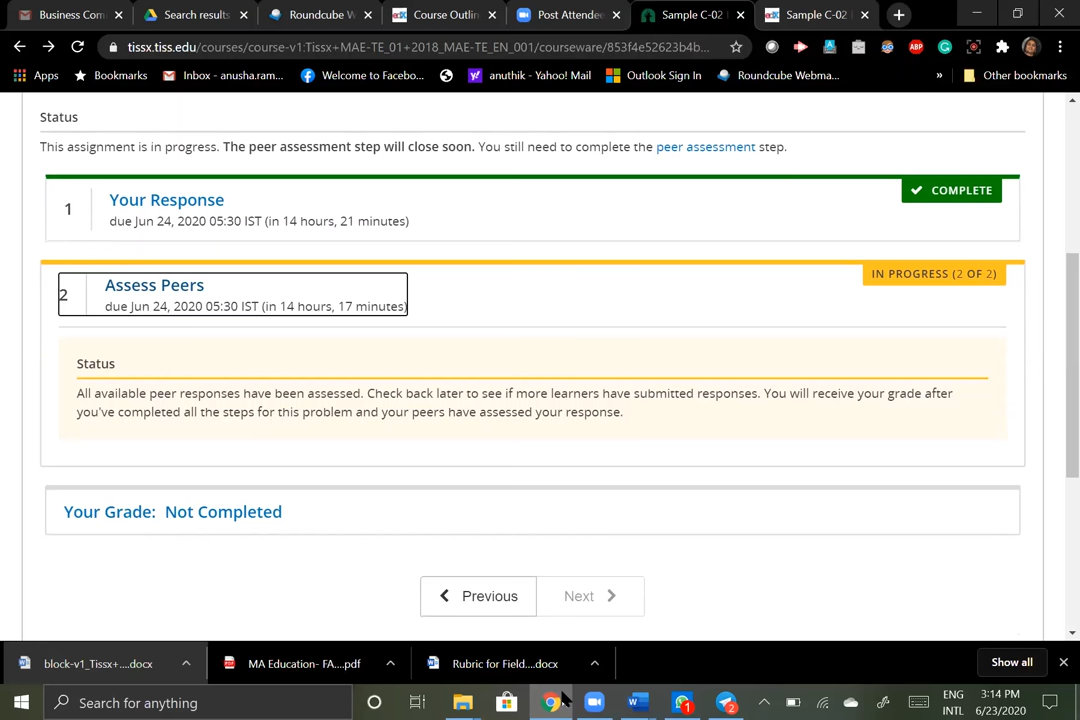 Business Com
Search results
Roundcube W
Course Outlin
Post Attendee
Sample C-02
Sample C-02
tissx.tiss.edu/courses/course-v1:Tissx+MAE-TE_01+2018_MAE-TE_EN_001/courseware/853f4e52623b4b...
Apps
Bookmarks
Inbox - anusha.ram...
Welcome to Facebo...
anuthik - Yahoo! Mail
Outlook Sign In
Roundcube Webma...
»
Other bookmarks
Status
This assignment is in progress. The peer assessment step will close soon. You still need to complete the peer assessment step.
1
Your Response
due Jun 24, 2020 05:30 IST (in 14 hours, 21 minutes)
COMPLETE
2
Assess Peers
due Jun 24, 2020 05:30 IST (in 14 hours, 17 minutes)
IN PROGRESS (2 OF 2)
Status
All available peer responses have been assessed. Check back later to see if more learners have submitted responses. You will receive your grade after
you've completed all the steps for this problem and your peers have assessed your response.
Your Grade: Not Completed
Previous
Next
block-v1_Tissx+....docx
MA Education- FA....pdf
Rubric for Field....docx
Show all
Search for anything
1
2
ENG
INTL
3:14 PM
6/23/2020